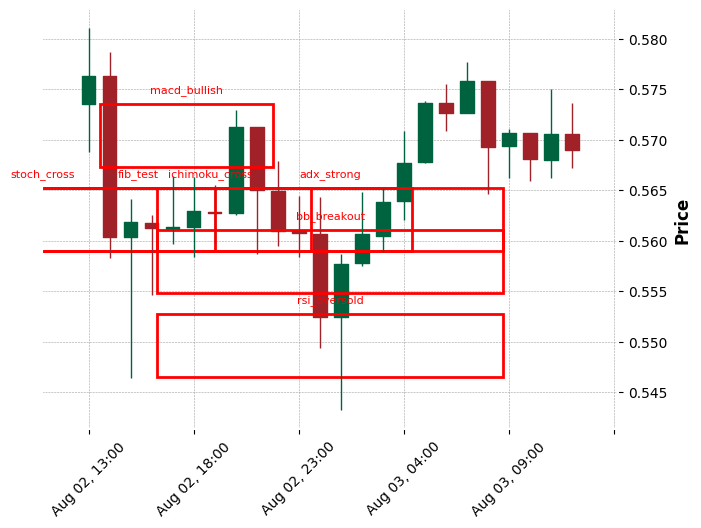 0.580
macd_bullish
0.575
0.570
stoch_cross
fib_test
ichimoku_cross
adx_strong
0.565
bb_breakout
0.560
0.555
rsi_oversold
0.550
0.545
Price
Aug 02, 13:00
Aug 02, 18:00
Aug 02, 23:00
Aug 03, 04:00
Aug 03, 09:00